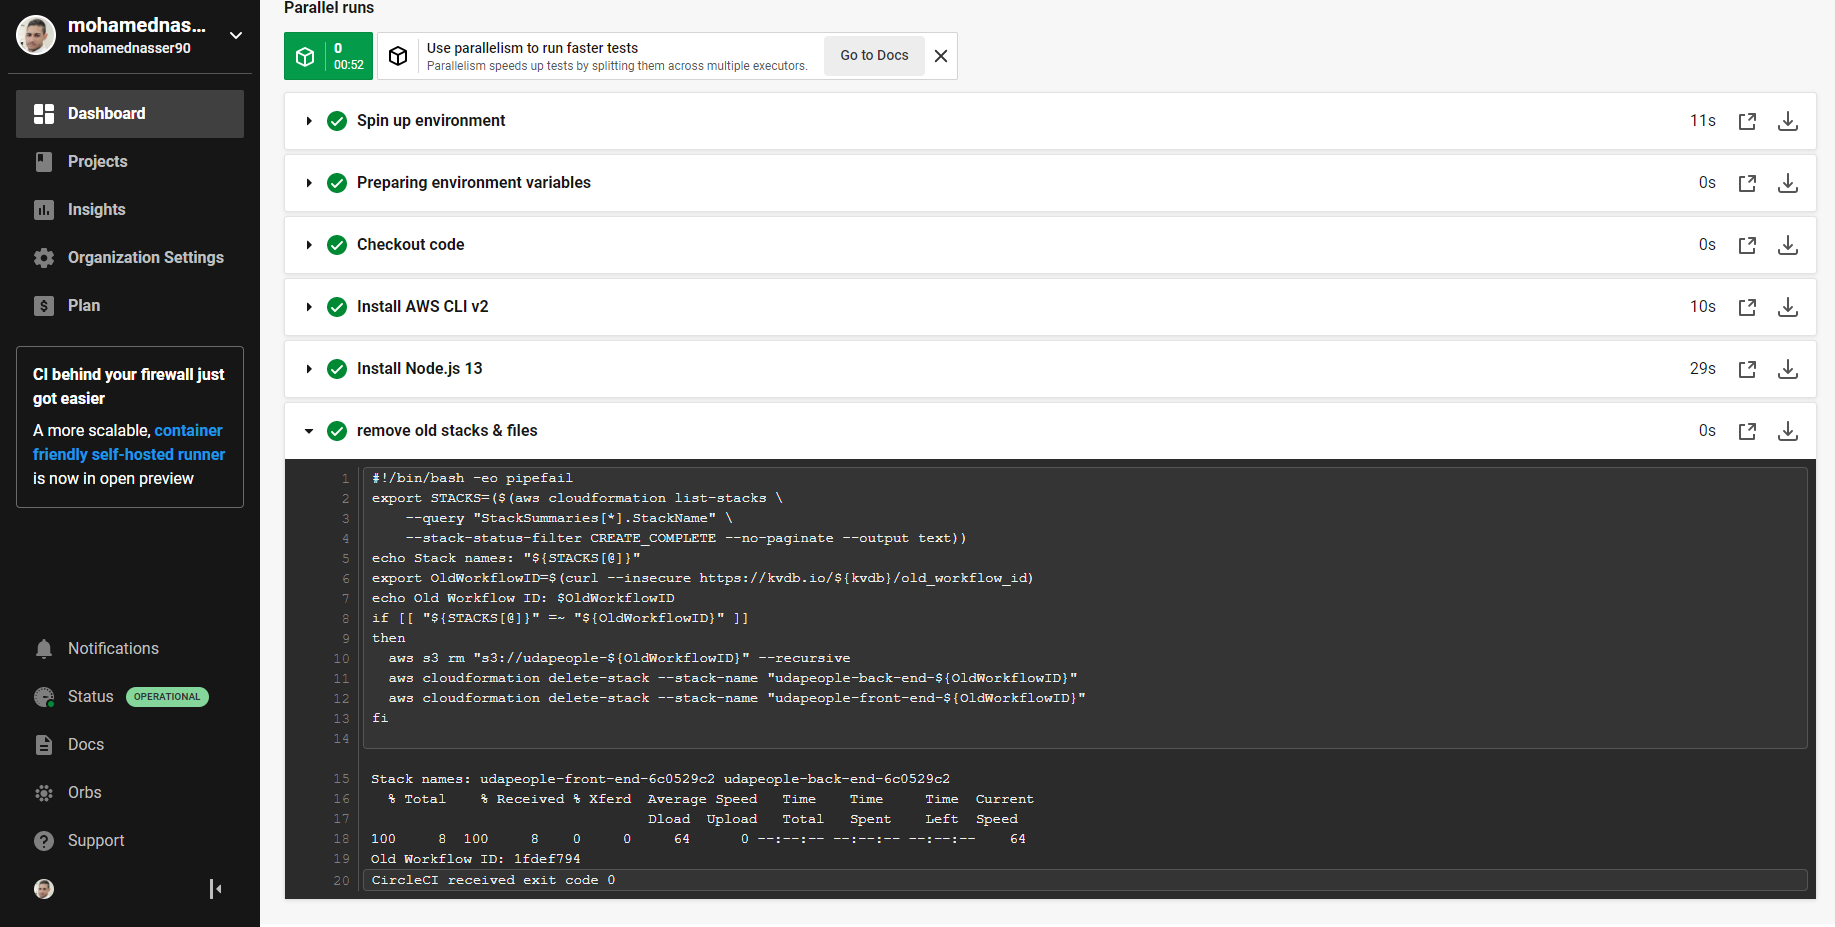 mohamednas...
mohamednasser90
Dashboard
Projects
Insights
Organization Settings
Plan
CI behind your firewall just
got easier
A more scalable, container
friendly self-hosted runner
is now in open preview
Notifications
Status OPERATIONAL
Docs
Orbs
Support
Parallel runs
0
00:52
Use parallelism to run faster tests
Parallelism speeds up tests by splitting them across multiple executors.
Go to Docs
Spin up environment 11s
Preparing environment variables 0s
Checkout code 0s
Install AWS CLI v2 10s
Install Node.js 13 29s
remove old stacks & files 0s
1 #!/bin/bash -eo pipefail
2 export STACKS=($(aws cloudformation list-stacks \
3     --query "StackSummaries[*].StackName" \
4     --stack-status-filter CREATE_COMPLETE --no-paginate --output text))
5 echo Stack names: "${STACKS[@]}"
6 export OldWorkflowID=$(curl --insecure https://kvdb.io/${kvdb}/old_workflow_id)
7 echo Old Workflow ID: $OldWorkflowID
8 if [[ "${STACKS[@]}" =~ "${OldWorkflowID}" ]]
9 then
10   aws s3 rm "s3://udapeople-${OldWorkflowID}" --recursive
11   aws cloudformation delete-stack --stack-name "udapeople-back-end-${OldWorkflowID}"
12   aws cloudformation delete-stack --stack-name "udapeople-front-end-${OldWorkflowID}"
13 fi
14
15 Stack names: udapeople-front-end-6c0529c2 udapeople-back-end-6c0529c2
16   % Total    % Received % Xferd  Average Speed   Time    Time     Time  Current
17                                  Dload  Upload   Total   Spent    Left  Speed
18 100     8  100     8    0     0     64      0 --:--:-- --:--:-- --:--:--    64
19 Old Workflow ID: 1fdef794
20 CircleCI received exit code 0